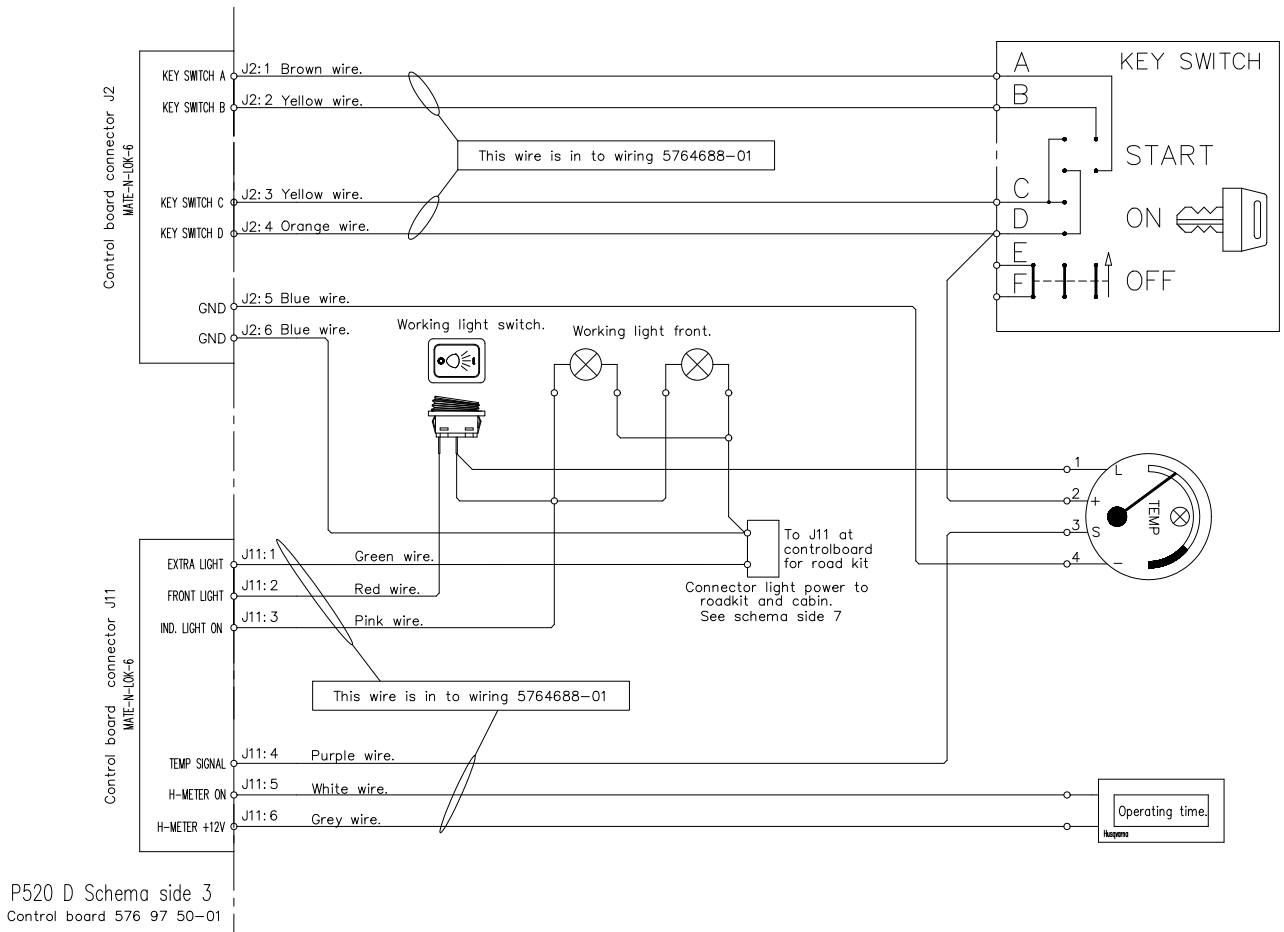 KEY SWITCH
Control board connector J2
MATE-N-LOK-6
KEY SWITCH A
J2:1 Brown wire.
A
KEY SWITCH B
J2:2 Yellow wire.
B
This wire is in to wiring 5764688-01
START
KEY SWITCH C
J2:3 Yellow wire.
C
KEY SWITCH D
J2:4 Orange wire.
D
ON
E
F
OFF
GND
J2:5 Blue wire.
GND
J2:6 Blue wire.
Working light switch.
Working light front.
1
L
2
+
3
S
4
-
TEMP
To J11 at
controlboard
for road kit
Connector light power to
roadkit and cabin.
See schema side 7
Control board connector J11
MATE-N-LOK-6
EXTRA LIGHT
J11:1
Green wire.
FRONT LIGHT
J11:2
Red wire.
IND. LIGHT ON
J11:3
Pink wire.
This wire is in to wiring 5764688-01
TEMP SIGNAL
J11:4
Purple wire.
H-METER ON
J11:5
White wire.
H-METER +12V
J11:6
Grey wire.
Operating time.
Husqvarna
P520 D Schema side 3
Control board 576 97 50-01